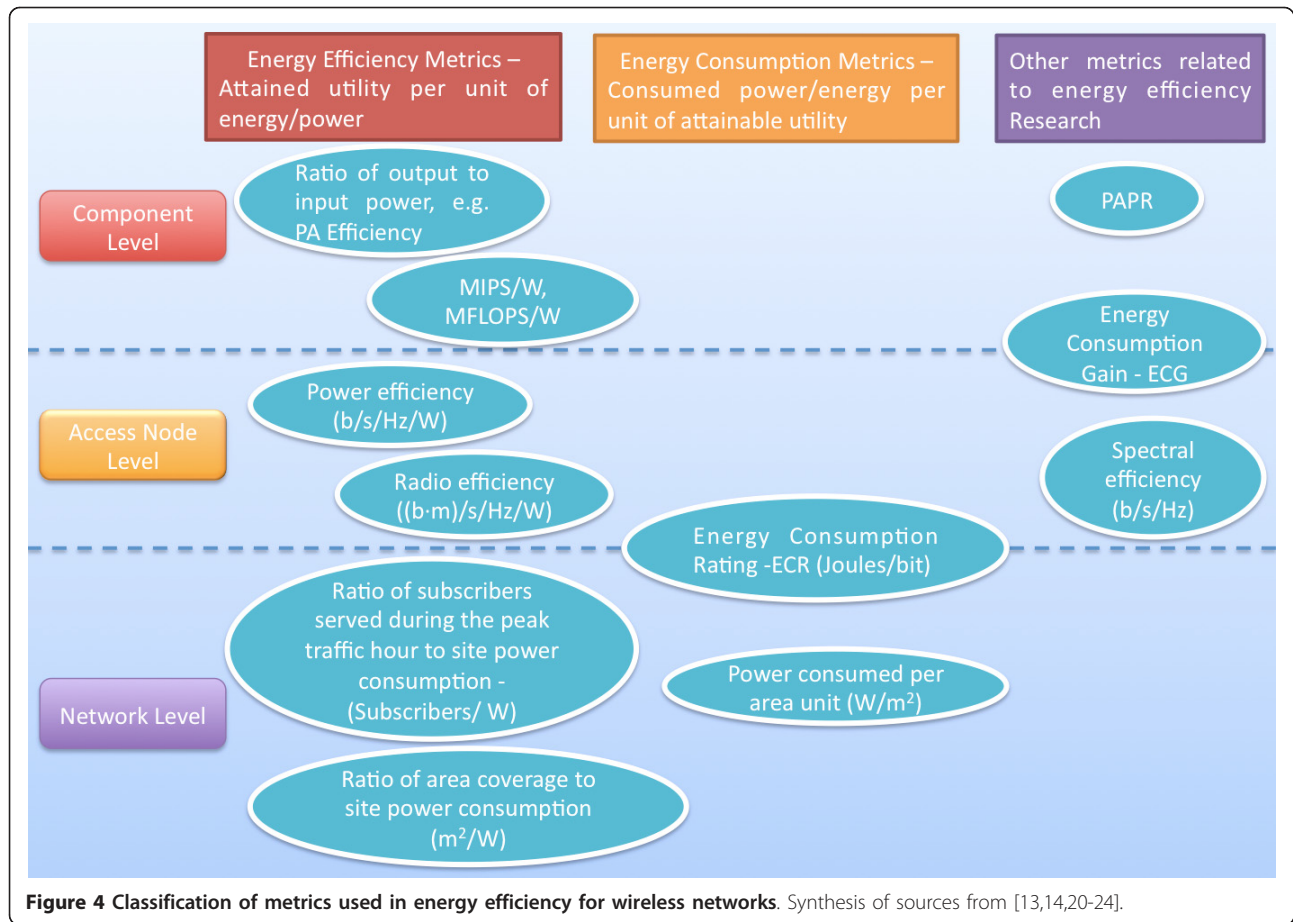 Energy Efficiency Metrics –
Attained utility per unit of
energy/power
Energy Consumption Metrics –
Consumed power/energy per
unit of attainable utility
Other metrics related
to energy efficiency
Research
Component
Level
Ratio of output to
input power, e.g.
PA Efficiency
PAPR
MIPS/W,
MFLOPS/W
Energy
Consumption
Gain - ECG
Access Node
Level
Power efficiency
(b/s/Hz/W)
Radio efficiency
((b·m)/s/Hz/W)
Spectral
efficiency
(b/s/Hz)
Energy Consumption
Rating -ECR (Joules/bit)
Network Level
Ratio of subscribers
served during the peak
traffic hour to site power
consumption -
(Subscribers/ W)
Power consumed per
area unit (W/m²)
Ratio of area coverage to
site power consumption
(m²/W)
Figure 4 Classification of metrics used in energy efficiency for wireless networks. Synthesis of sources from [13,14,20-24].